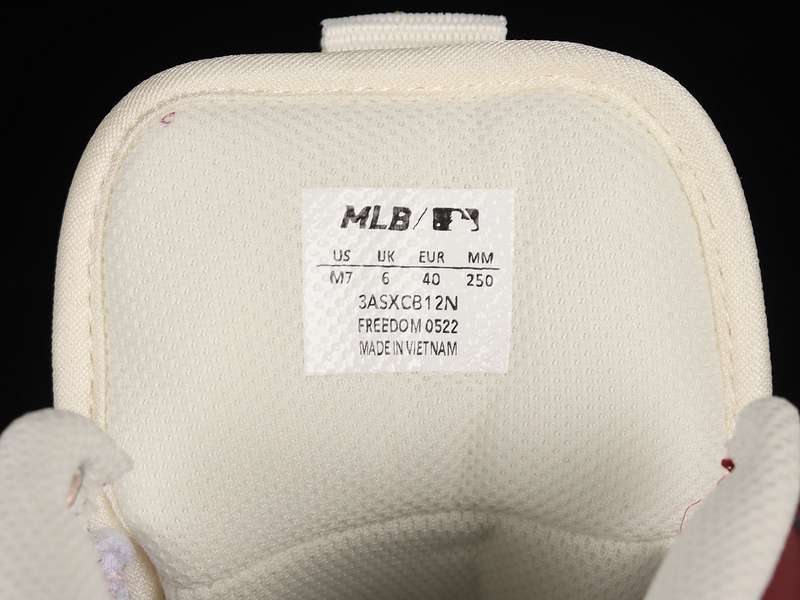 MLB/
US UK EUR MM
M7 6 40 250
3ASXCB12N
FREEDOM 0522
MADE IN VIETNAM